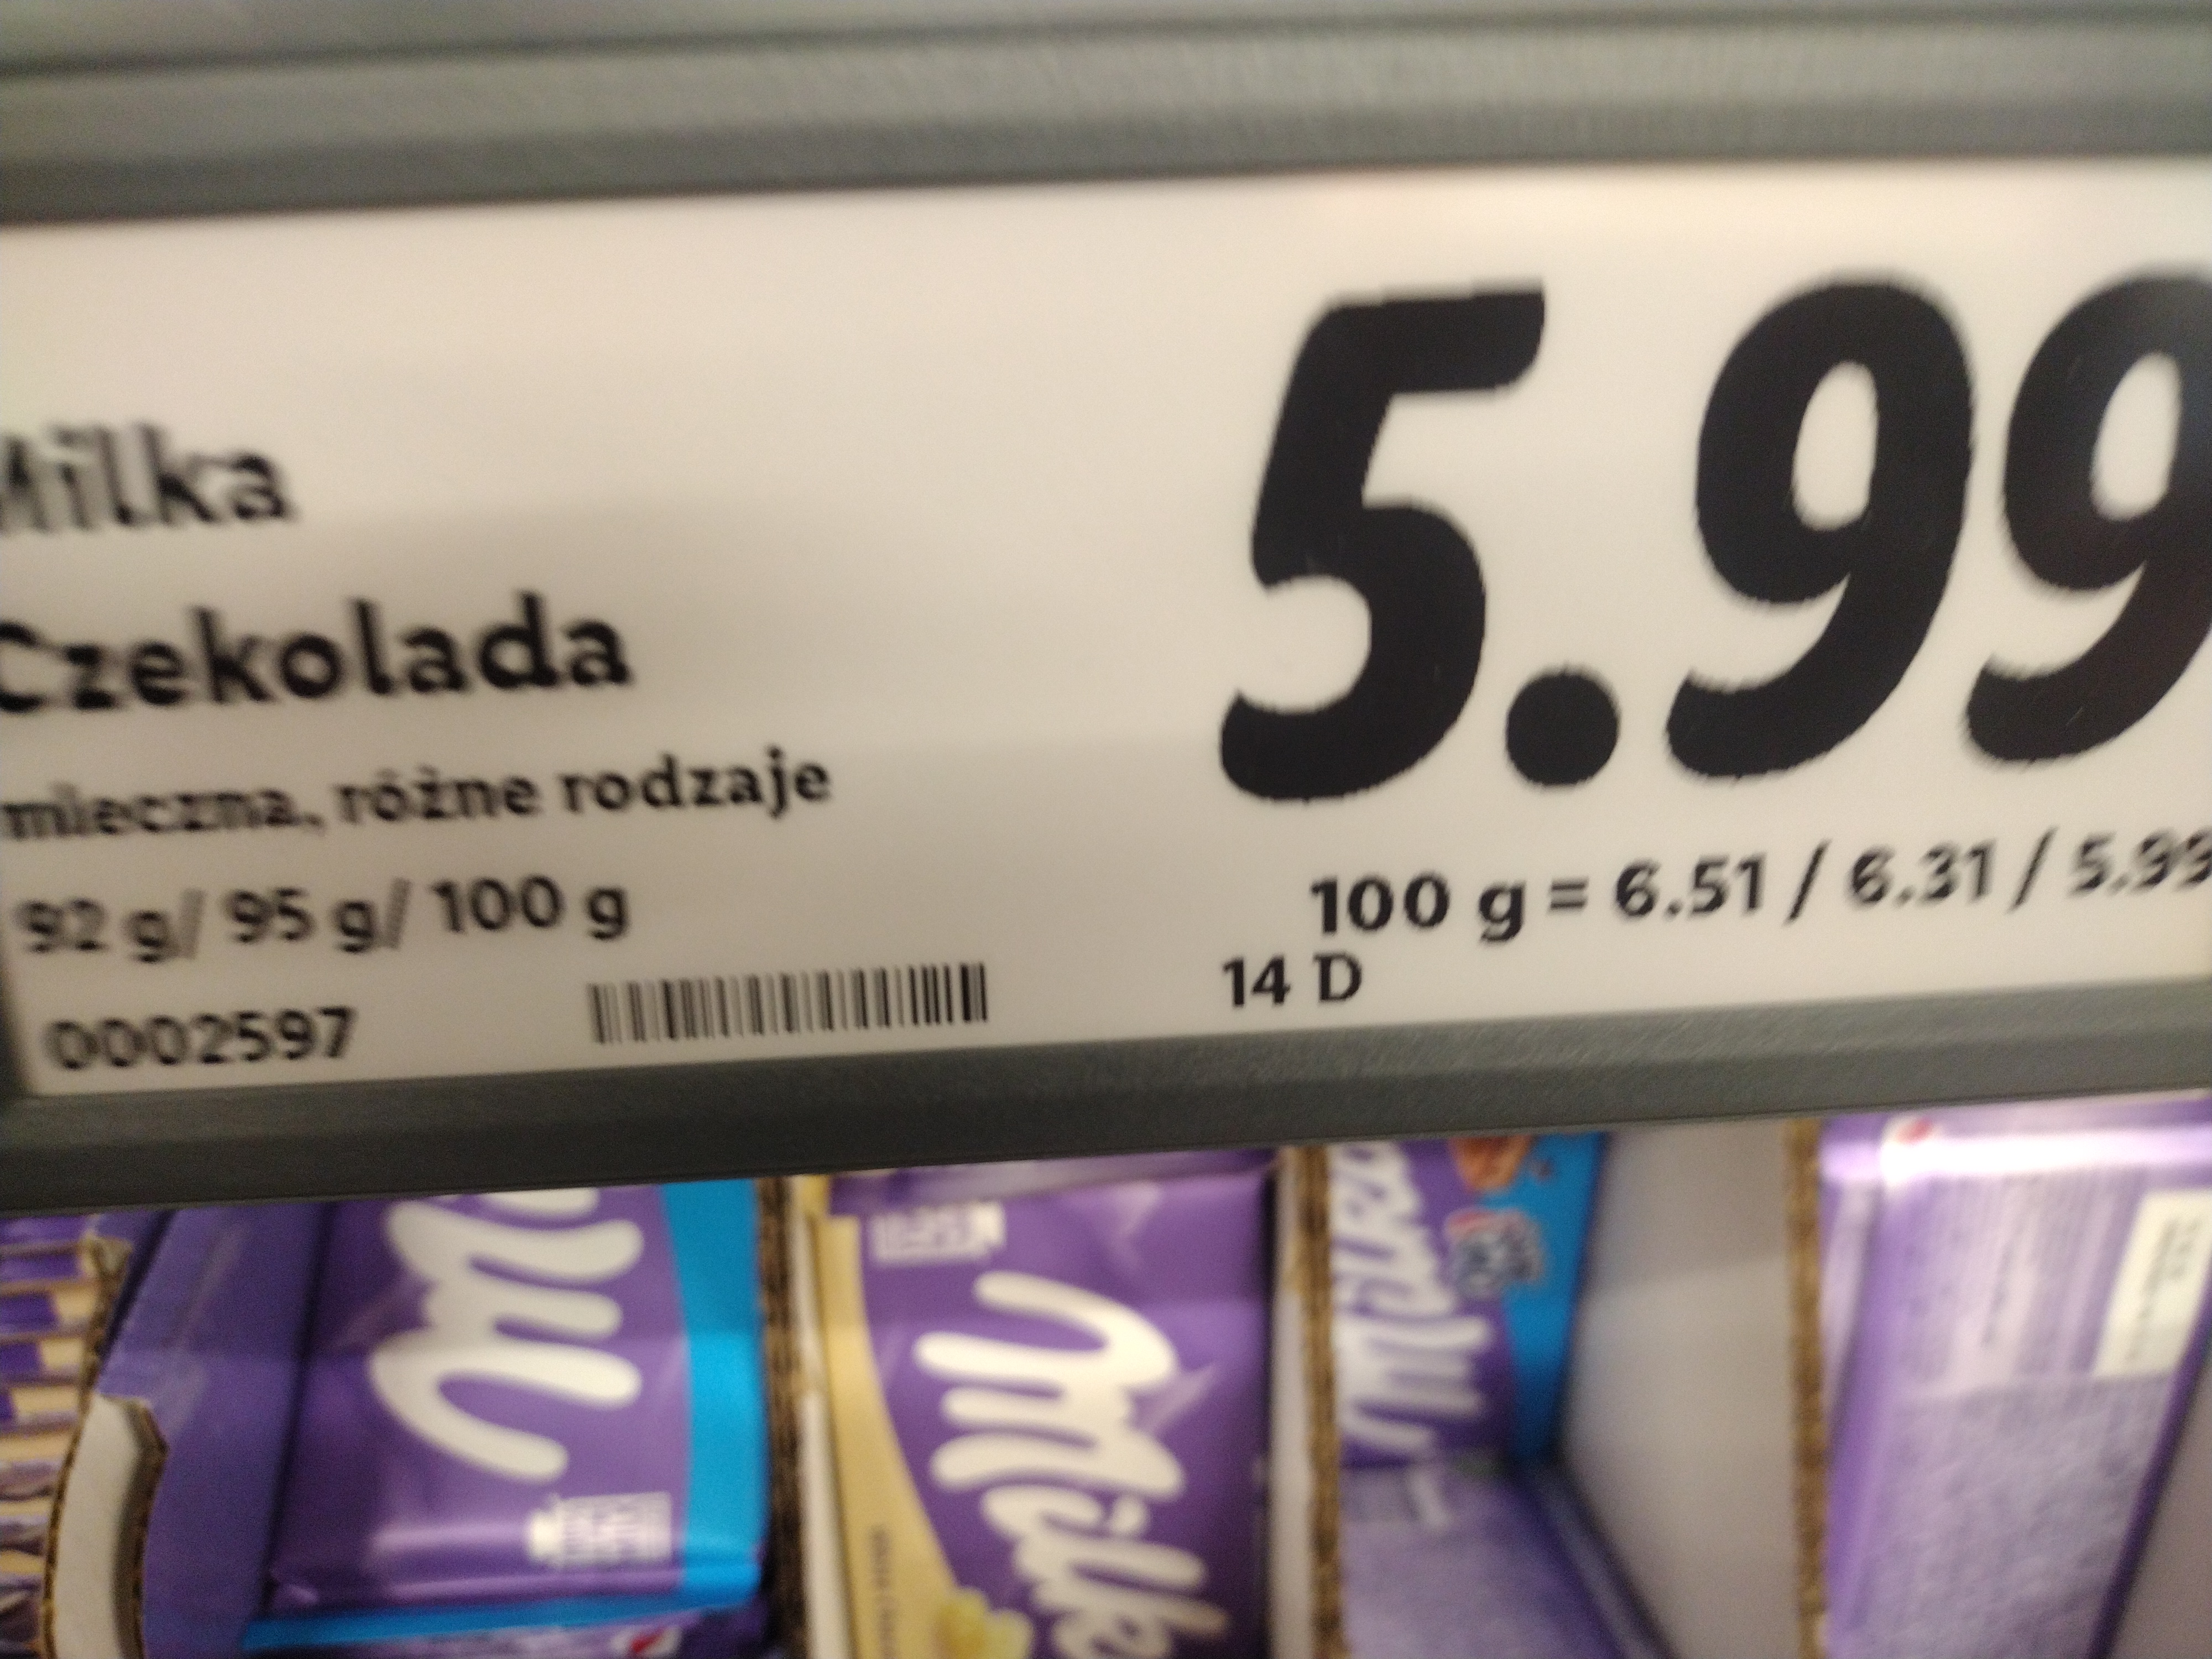 Milka
Czekolada
mleczna, różne rodzaje
92 g/ 95 g/ 100 g
0002597
5.99
100 g = 6.51 / 6.31 / 5.99
14 D
Milka